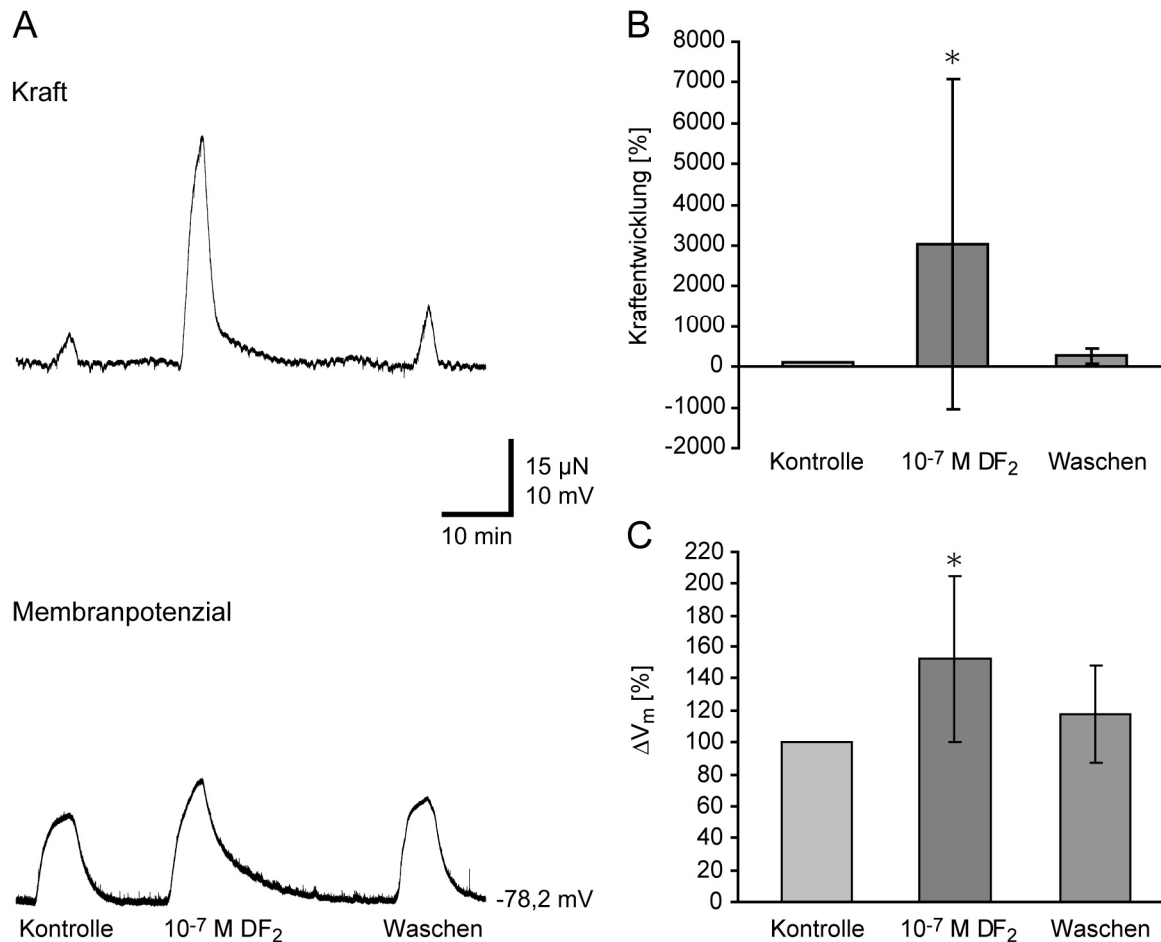 A
Kraft
15 µN
10 mV
10 min
Membranpotenzial
-78,2 mV
Kontrolle
10⁻⁷ M DF₂
Waschen
B
Kraftentwicklung [%]
8000
7000
6000
5000
4000
3000
2000
1000
0
-1000
-2000
*
Kontrolle
10⁻⁷ M DF₂
Waschen
C
ΔVₘ [%]
220
200
180
160
140
120
100
80
60
40
20
0
*
Kontrolle
10⁻⁷ M DF₂
Waschen